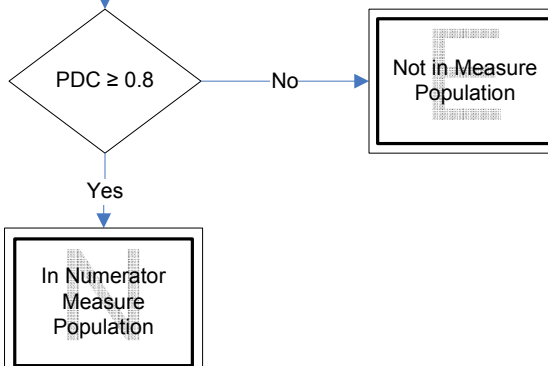 PDC ≥ 0.8
No
E
Not in Measure
Population
Yes
N
In Numerator
Measure
Population